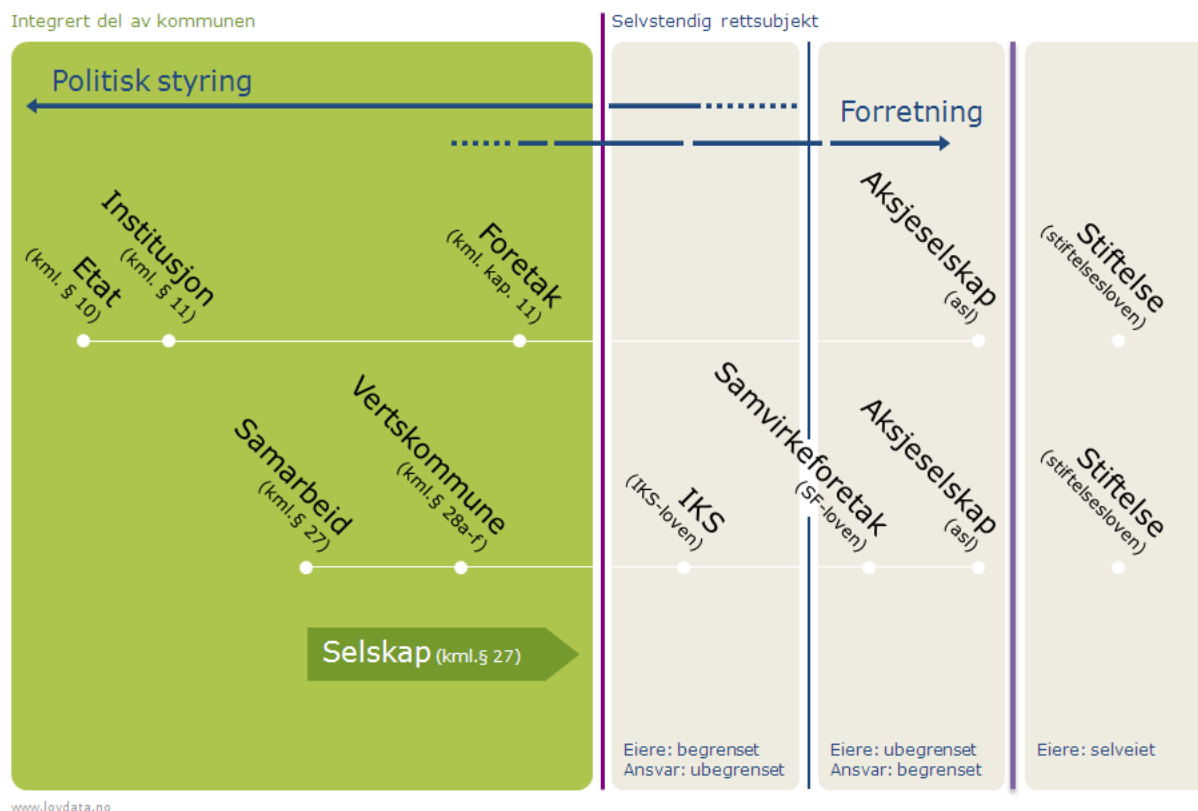 Integrert del av kommunen
Selvstendig rettsubjekt
Politisk styring
Forretning
Etat
(kml. § 10)
Institusjon
(kml. § 11)
Foretak
(kml. kap. 11)
Aksjeselskap
(asl)
Stiftelse
(stiftelsesloven)
Samarbeid
(kml.§ 27)
Vertskommune
(kml.§ 28a-f)
IKS
(IKS-loven)
Samvirkeforetak
(SF-loven)
Aksjeselskap
(asl)
Stiftelse
(stiftelsesloven)
Selskap (kml.§ 27)
Eiere: begrenset
Ansvar: ubegrenset
Eiere: ubegrenset
Ansvar: begrenset
Eiere: selveiet
www.lovdata.no